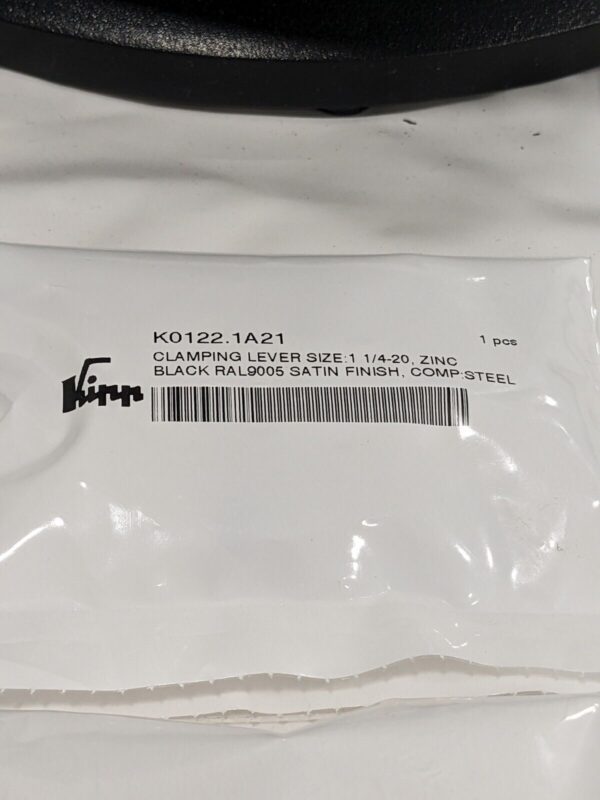 K0122.1A21 1 pcs
CLAMPING LEVER SIZE:1 1/4-20, ZINC
BLACK RAL9005 SATIN FINISH, COMP:STEEL
Kipp